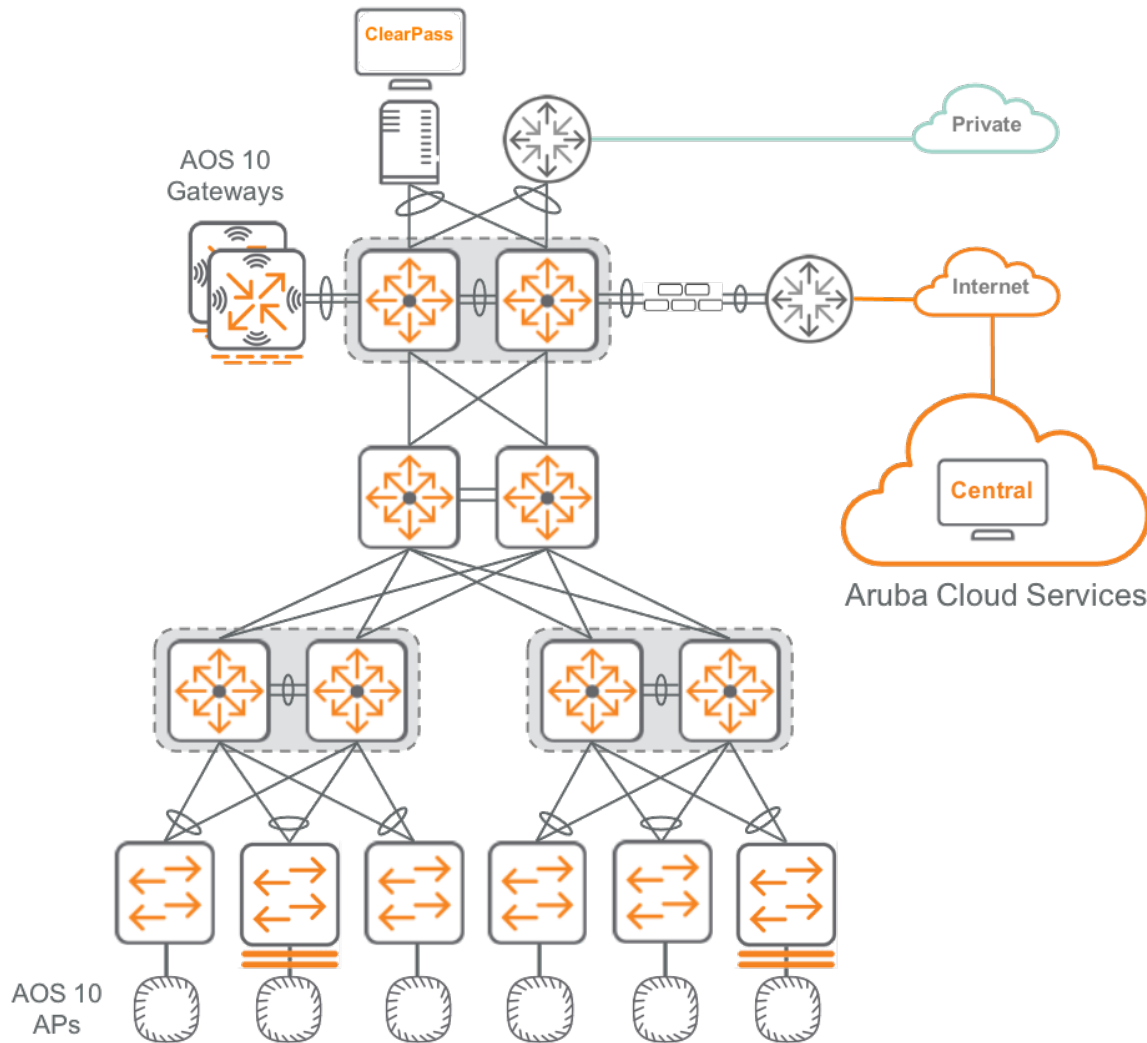 ClearPass
Private
AOS 10
Gateways
Internet
Central
Aruba Cloud Services
AOS 10
APs